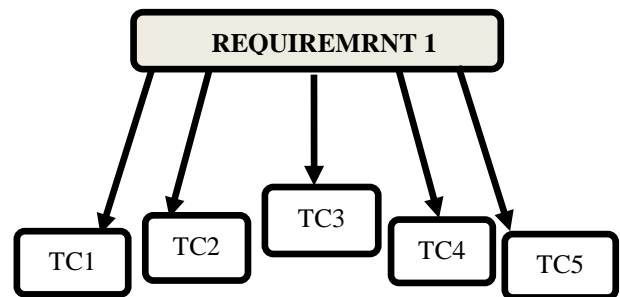 REQUIREMRNT 1
TC1
TC2
TC3
TC4
TC5